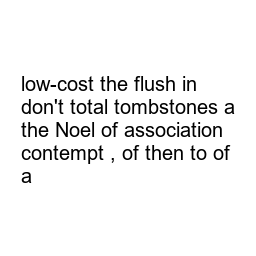 low-cost the flush in
don't total tombstones a
the Noel of association
contempt , of then to of
a